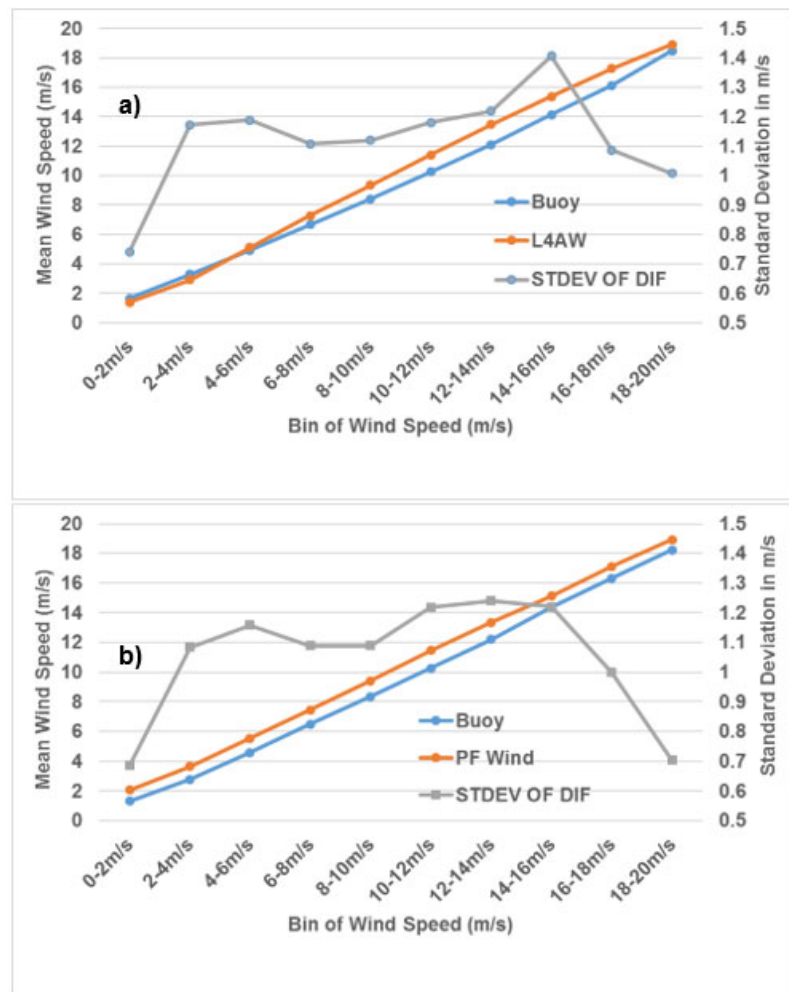 a)
Mean Wind Speed (m/s)
20
18
16
14
12
10
8
6
4
2
0
1.5
1.4
1.3
1.2
1.1
1
0.9
0.8
0.7
0.6
0.5
Standard Deviation in m/s
Buoy
L4AW
STDEV OF DIF
0-2m/s
2-4m/s
4-6m/s
6-8m/s
8-10m/s
10-12m/s
12-14m/s
14-16m/s
16-18m/s
18-20m/s
Bin of Wind Speed (m/s)
b)
Mean Wind Speed (m/s)
20
18
16
14
12
10
8
6
4
2
0
1.5
1.4
1.3
1.2
1.1
1
0.9
0.8
0.7
0.6
0.5
Standard Deviation in m/s
Buoy
PF Wind
STDEV OF DIF
0-2m/s
2-4m/s
4-6m/s
6-8m/s
8-10m/s
10-12m/s
12-14m/s
14-16m/s
16-18m/s
18-20m/s
Bin of Wind Speed (m/s)